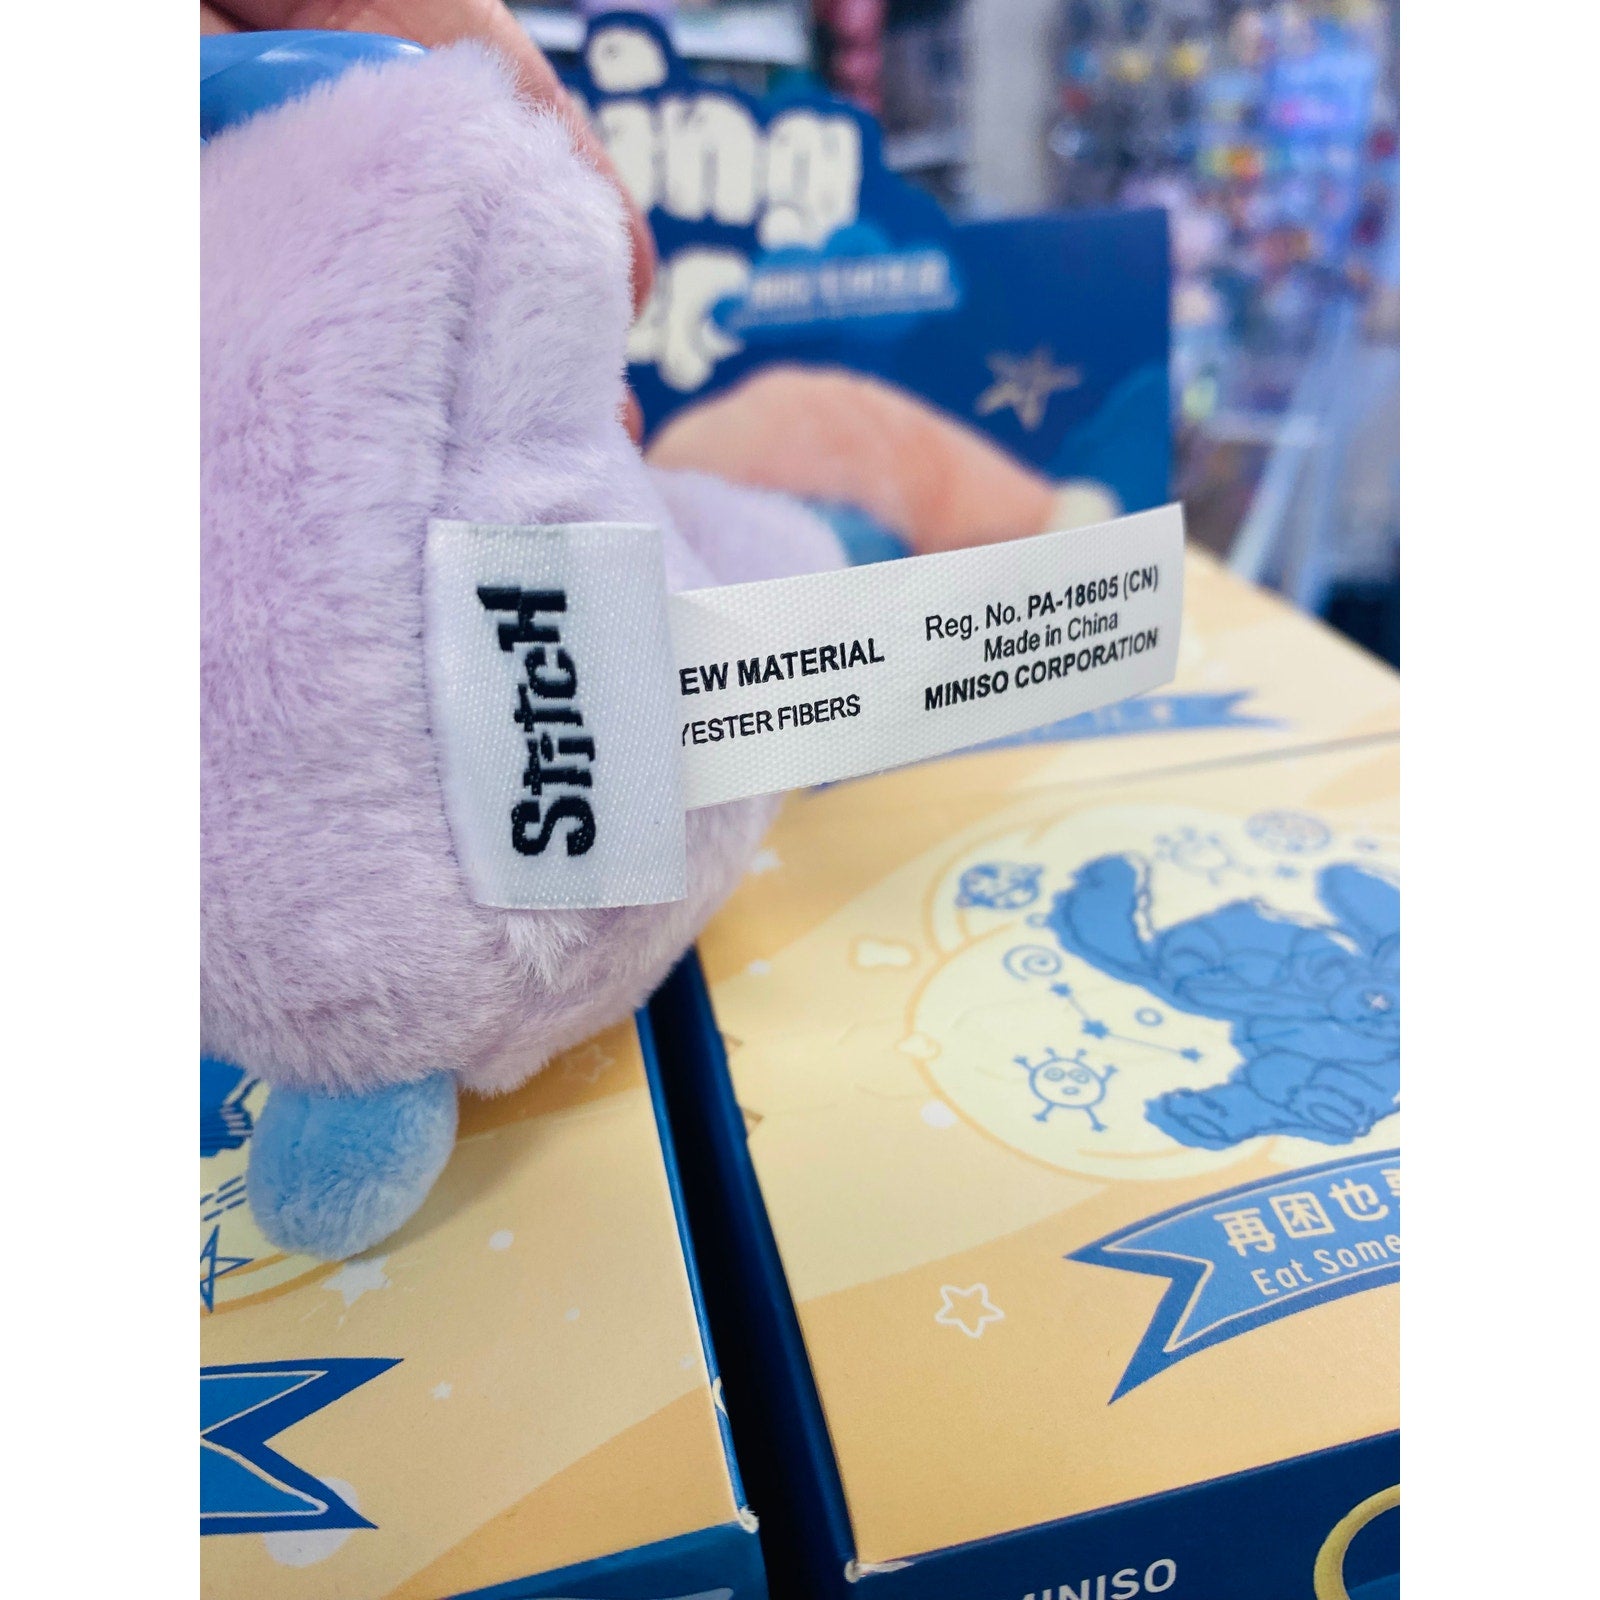 StitcH
EW MATERIAL
YESTER FIBERS
Reg. No. PA-18605 (CN)
Made in China
MINISO CORPORATION
再困也
Eat Some
MINISO